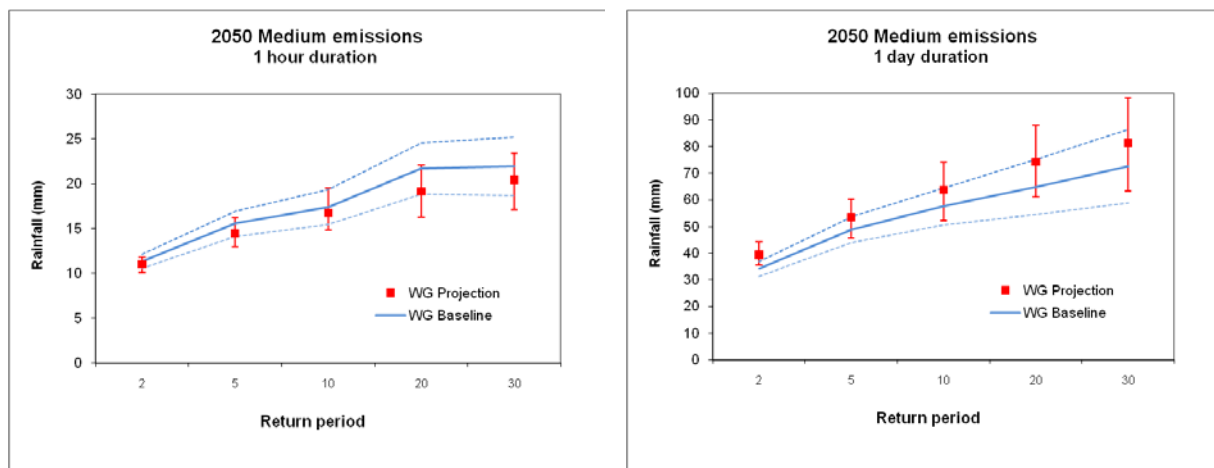 2050 Medium emissions
1 hour duration
30
25
20
15
10
5
0
Rainfall (mm)
WG Projection
WG Baseline
2 5 10 20 30
Return period
2050 Medium emissions
1 day duration
100
90
80
70
60
50
40
30
20
10
0
Rainfall (mm)
WG Projection
WG Baseline
2 5 10 20 30
Return period